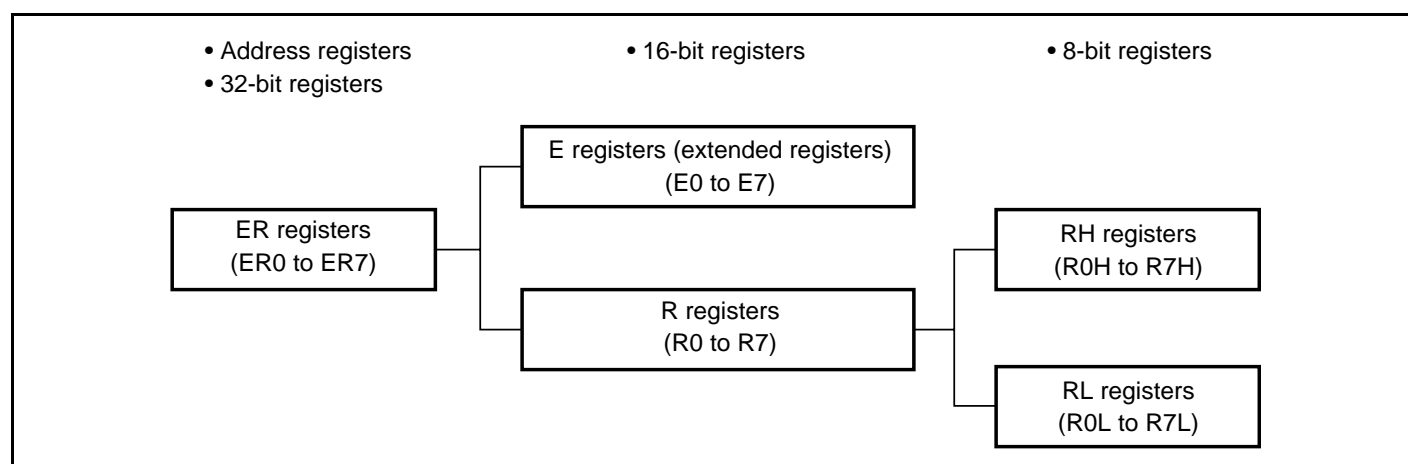 • Address registers
• 32-bit registers
• 16-bit registers
• 8-bit registers
E registers (extended registers)
(E0 to E7)
ER registers
(ER0 to ER7)
RH registers
(R0H to R7H)
R registers
(R0 to R7)
RL registers
(R0L to R7L)